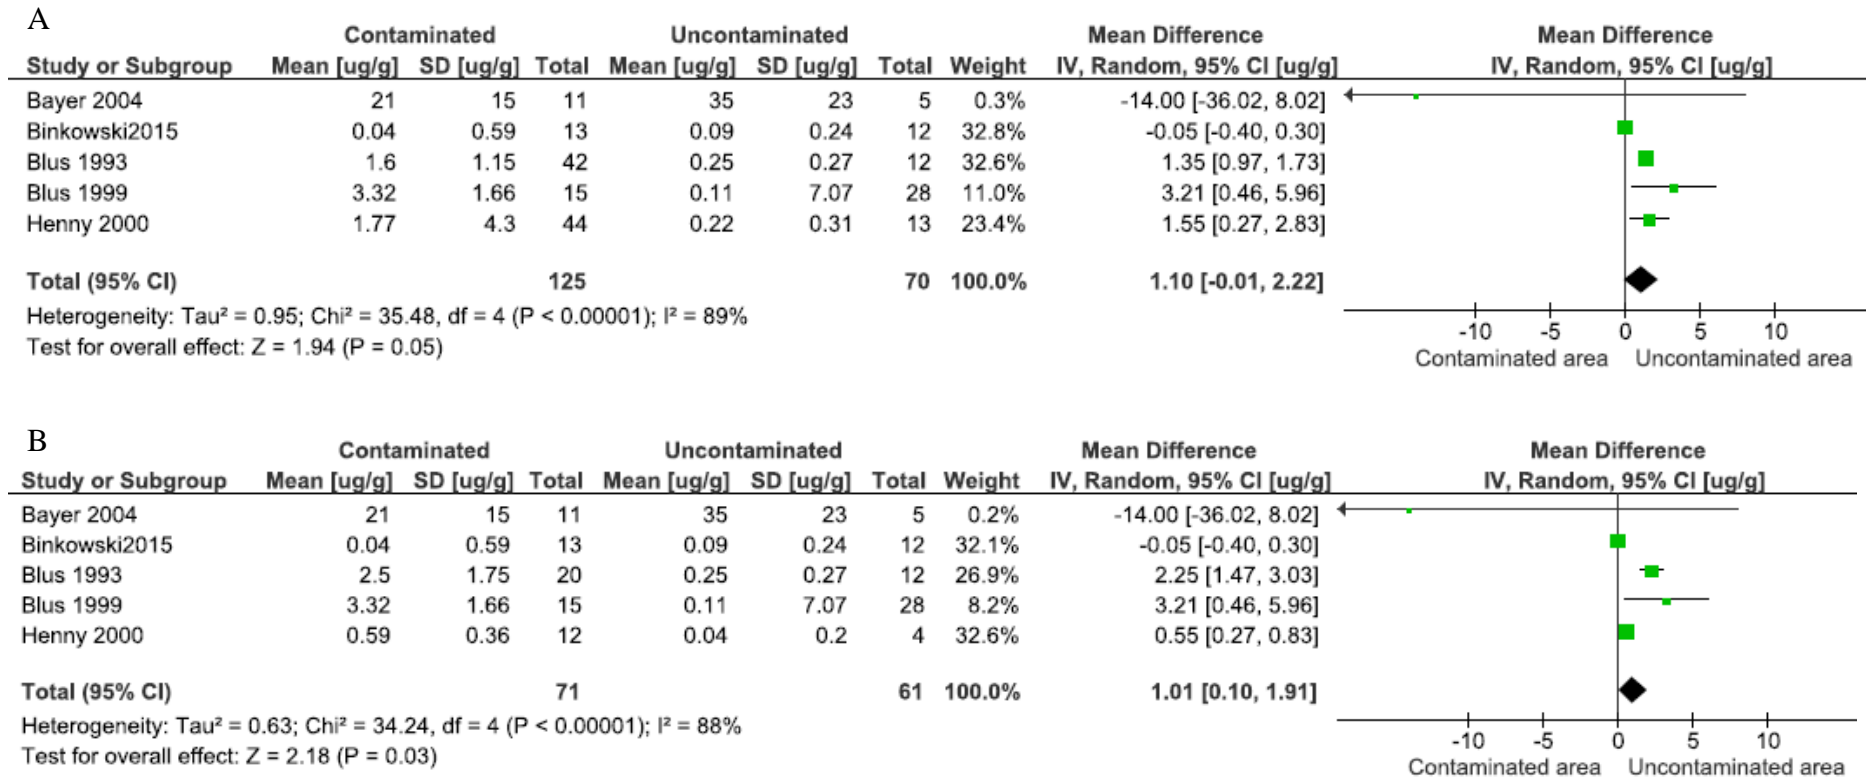 A
Contaminated Uncontaminated Mean Difference Mean Difference
Study or Subgroup Mean [ug/g] SD [ug/g] Total Mean [ug/g] SD [ug/g] Total Weight IV, Random, 95% CI [ug/g] IV, Random, 95% CI [ug/g]
Bayer 2004 21 15 11 35 23 5 0.3% -14.00 [-36.02, 8.02]
Binkowski2015 0.04 0.59 13 0.09 0.24 12 32.8% -0.05 [-0.40, 0.30]
Blus 1993 1.6 1.15 42 0.25 0.27 12 32.6% 1.35 [0.97, 1.73]
Blus 1999 3.32 1.66 15 0.11 7.07 28 11.0% 3.21 [0.46, 5.96]
Henny 2000 1.77 4.3 44 0.22 0.31 13 23.4% 1.55 [0.27, 2.83]
Total (95% CI) 125 70 100.0% 1.10 [-0.01, 2.22]
Heterogeneity: Tau² = 0.95; Chi² = 35.48, df = 4 (P < 0.00001); I² = 89%
Test for overall effect: Z = 1.94 (P = 0.05)
-10 -5 0 5 10
Contaminated area Uncontaminated area
B
Contaminated Uncontaminated Mean Difference Mean Difference
Study or Subgroup Mean [ug/g] SD [ug/g] Total Mean [ug/g] SD [ug/g] Total Weight IV, Random, 95% CI [ug/g] IV, Random, 95% CI [ug/g]
Bayer 2004 21 15 11 35 23 5 0.2% -14.00 [-36.02, 8.02]
Binkowski2015 0.04 0.59 13 0.09 0.24 12 32.1% -0.05 [-0.40, 0.30]
Blus 1993 2.5 1.75 20 0.25 0.27 12 26.9% 2.25 [1.47, 3.03]
Blus 1999 3.32 1.66 15 0.11 7.07 28 8.2% 3.21 [0.46, 5.96]
Henny 2000 0.59 0.36 12 0.04 0.2 4 32.6% 0.55 [0.27, 0.83]
Total (95% CI) 71 61 100.0% 1.01 [0.10, 1.91]
Heterogeneity: Tau² = 0.63; Chi² = 34.24, df = 4 (P < 0.00001); I² = 88%
Test for overall effect: Z = 2.18 (P = 0.03)
-10 -5 0 5 10
Contaminated area Uncontaminated area